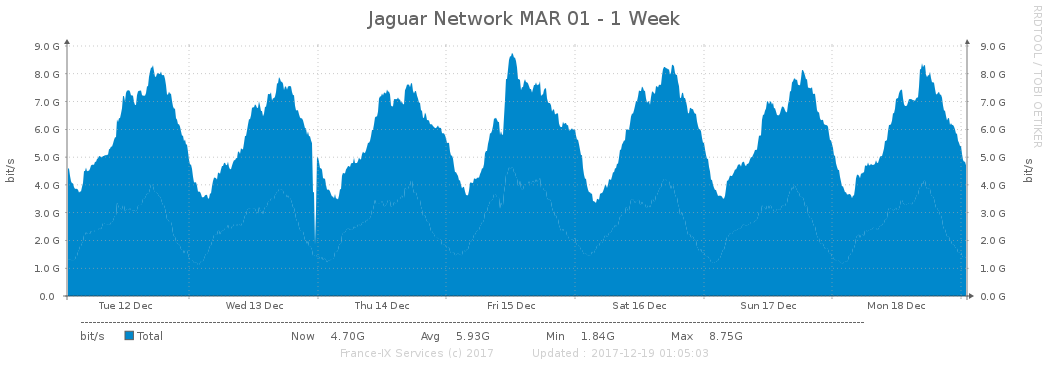 Jaguar Network MAR 01 - 1 Week
RRDTOOL / TOBI OETIKER
bit/s
9.0 G 9.0 G
8.0 G 8.0 G
7.0 G 7.0 G
6.0 G 6.0 G
5.0 G 5.0 G
4.0 G 4.0 G
3.0 G 3.0 G
2.0 G 2.0 G
1.0 G 1.0 G
0.0 0.0 G
bit/s
Tue 12 Dec Wed 13 Dec Thu 14 Dec Fri 15 Dec Sat 16 Dec Sun 17 Dec Mon 18 Dec
bit/s Total Now 4.70G Avg 5.93G Min 1.84G Max 8.75G
France-IX Services (c) 2017 Updated : 2017-12-19 01:05:03